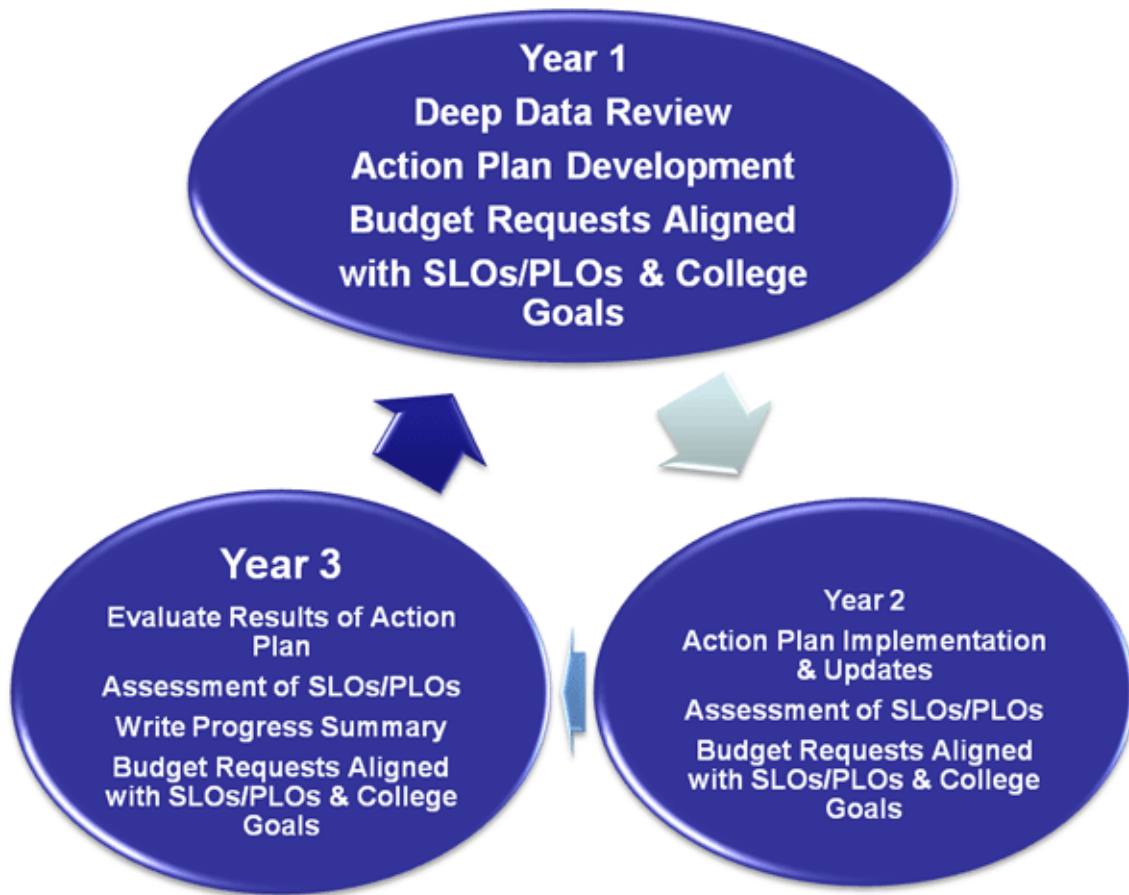 Year 1
Deep Data Review
Action Plan Development
Budget Requests Aligned
with SLOs/PLOs & College
Goals
Year 2
Action Plan Implementation
& Updates
Assessment of SLOs/PLOs
Budget Requests Aligned
with SLOs/PLOs & College
Goals
Year 3
Evaluate Results of Action
Plan
Assessment of SLOs/PLOs
Write Progress Summary
Budget Requests Aligned
with SLOs/PLOs & College
Goals